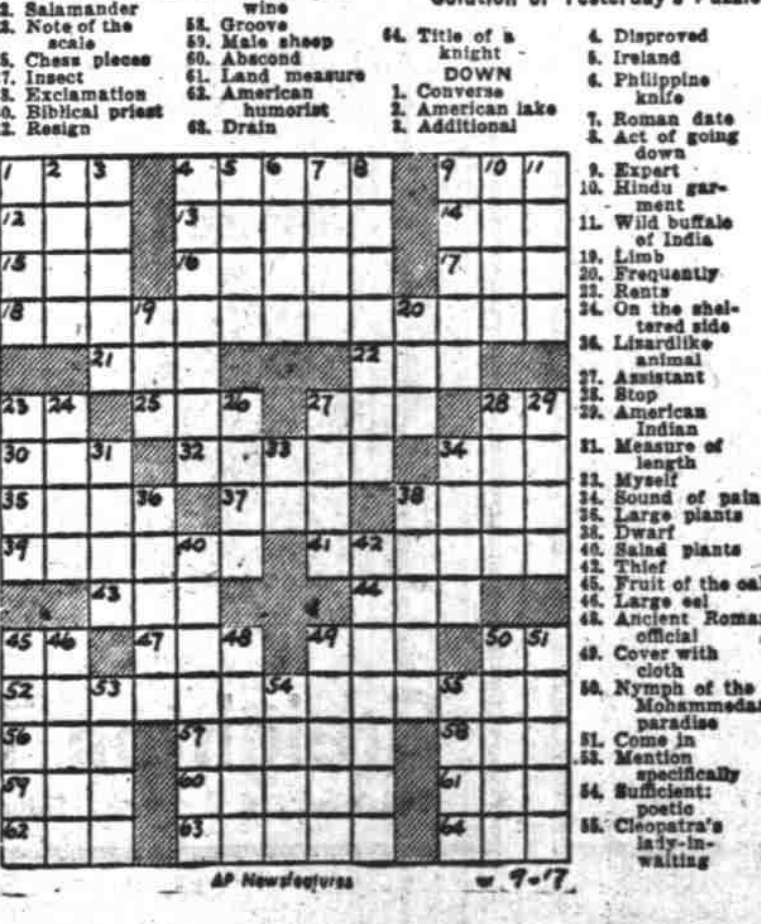 2. Salamander
Note of the
scale
5. Chess pieces
7. Insect
8. Exclamation
0. Biblical priest
2. Resign
wine
58. Groove
59. Male sheep
60. Abscond
61. Land measure
62. American
humorist
63. Drain
Solution of Yesterday's Puzzle
64. Title of a
knight
DOWN
1. Converse
2. American lake
3. Additional
4. Disproved
5. Ireland
6. Philippine
knife
7. Roman date
8. Act of going
down
9. Expert
10. Hindu gar-
ment
11. Wild buffalo
of India
19. Limb
20. Frequently
Rents
24. On the shel-
tered side
26. Lizardlike
animal
27. Assistant
28. Stop
29. American
Indian
31. Measure of
length
33. Myself
34. Sound of pain
36. Large plants
38. Dwarf
40. Salad plants
42. Thief
45. Fruit of the oak
46. Large eel
48. Ancient Roman
official
49. Cover with
cloth
50. Nymph of the
Mohammedan
paradise
51. Come in
53. Mention
specifically
54. Sufficient:
poetic
55. Cleopatra's
lady-in-
waiting
1 2 3 4 5 6 7 8 9 10 11
12 13 14
15 16 17
18 19 20
21 22
23 24 25 26 27 28 29
30 31 32 33 34
35 36 37 38
39 40 41 42
43 44
45 46 47 48 49 50 51
52 53 54 55
56 57 58
59 60 61
62 63 64
AP Newsfeatures 9-17